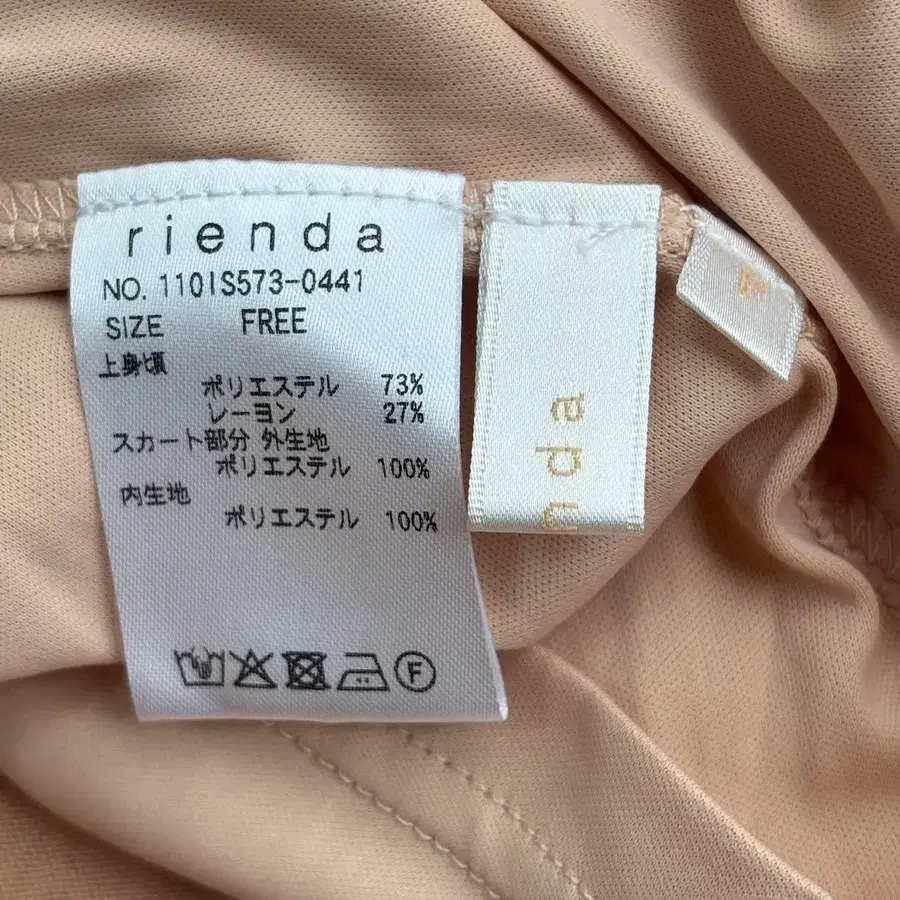 rienda
NO. 110IS573-0441
SIZE FREE
上身頃
ポリエステル 73%
レーヨン 27%
スカート部分 外生地
ポリエステル 100%
内生地
ポリエステル 100%
F
nda
F